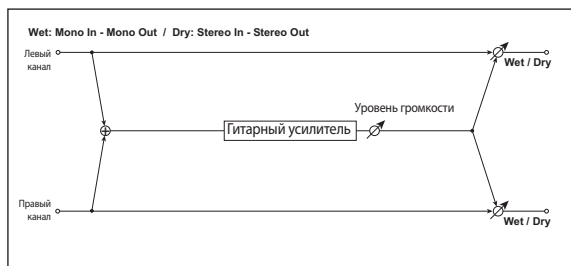 Wet: Mono In - Mono Out / Dry: Stereo In - Stereo Out
Левый
канал
Wet / Dry
Уровень громкости
Гитарный усилитель
Правый
канал
Wet / Dry